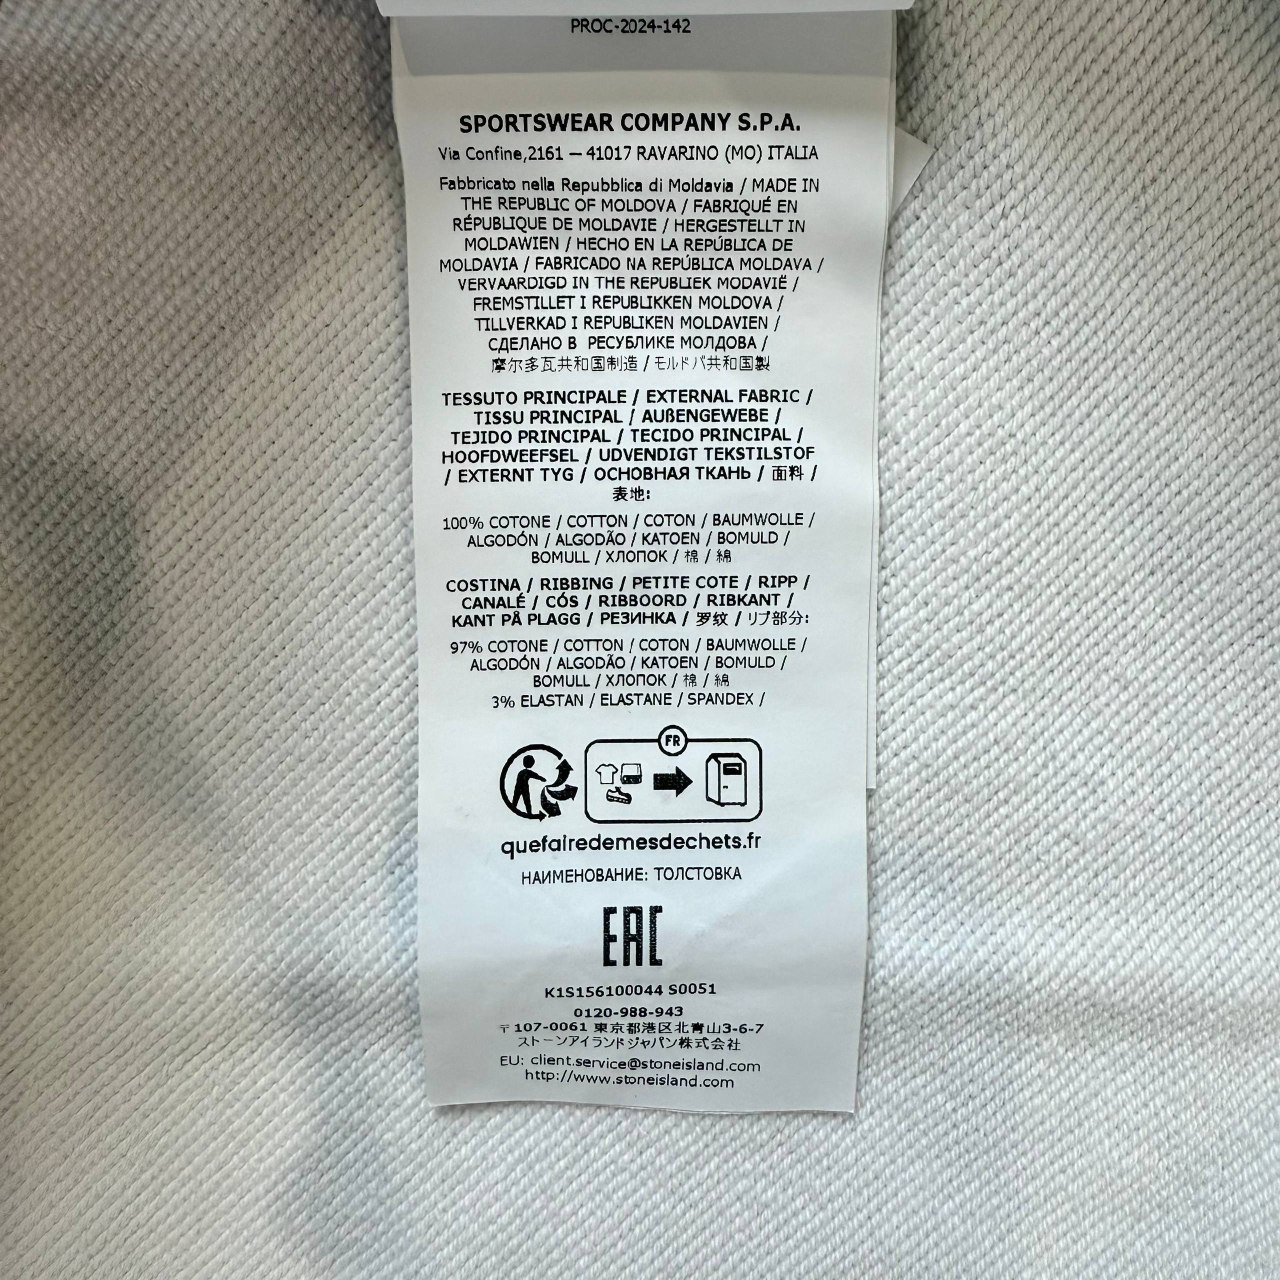 PROC-2024-142
SPORTSWEAR COMPANY S.P.A.
Via Confine,2161 – 41017 RAVARINO (MO) ITALIA
Fabbricato nella Repubblica di Moldavia / MADE IN
THE REPUBLIC OF MOLDOVA / FABRIQUÉ EN
RÉPUBLIQUE DE MOLDAVIE / HERGESTELLT IN
MOLDAWIEN / HECHO EN LA REPÚBLICA DE
MOLDAVIA / FABRICADO NA REPÚBLICA MOLDAVA /
VERVAARDIGD IN THE REPUBLIEK MODAVIË /
FREMSTILLET I REPUBLIKKEN MOLDOVA /
TILLVERKAD I REPUBLIKEN MOLDAVIEN /
СДЕЛАНО В РЕСУБЛИКЕ МОЛДОВА /
摩尔多瓦共和国制造 / モルドバ共和国製
TESSUTO PRINCIPALE / EXTERNAL FABRIC /
TISSU PRINCIPAL / AUßENGEWEBE /
TEJIDO PRINCIPAL / TECIDO PRINCIPAL /
HOOFDWEEFSEL / UDVENDIGT TEKSTILSTOF
/ EXTERNT TYG / ОСНОВНАЯ ТКАНЬ / 面料 /
表地:
100% COTONE / COTTON / COTON / BAUMWOLLE /
ALGODÓN / ALGODÃO / KATOEN / BOMULD /
BOMULL / ХЛОПОК / 棉 / 綿
COSTINA / RIBBING / PETITE COTE / RIPP /
CANALÉ / CÓS / RIBBOORD / RIBKANT /
KANT PÅ PLAGG / РЕЗИНКА / 罗纹 / リブ部分:
97% COTONE / COTTON / COTON / BAUMWOLLE /
ALGODÓN / ALGODÃO / KATOEN / BOMULD /
BOMULL / ХЛОПОК / 棉 / 綿
3% ELASTAN / ELASTANE / SPANDEX /
FR
quefairedemesdechets.fr
НАИМЕНОВАНИЕ: ТОЛСТОВКА
EAC
K1S156100044 S0051
0120-988-943
〒107-0061 東京都港区北青山3-6-7
ストーンアイランドジャパン株式会社
EU: client.service@stoneisland.com
http://www.stoneisland.com